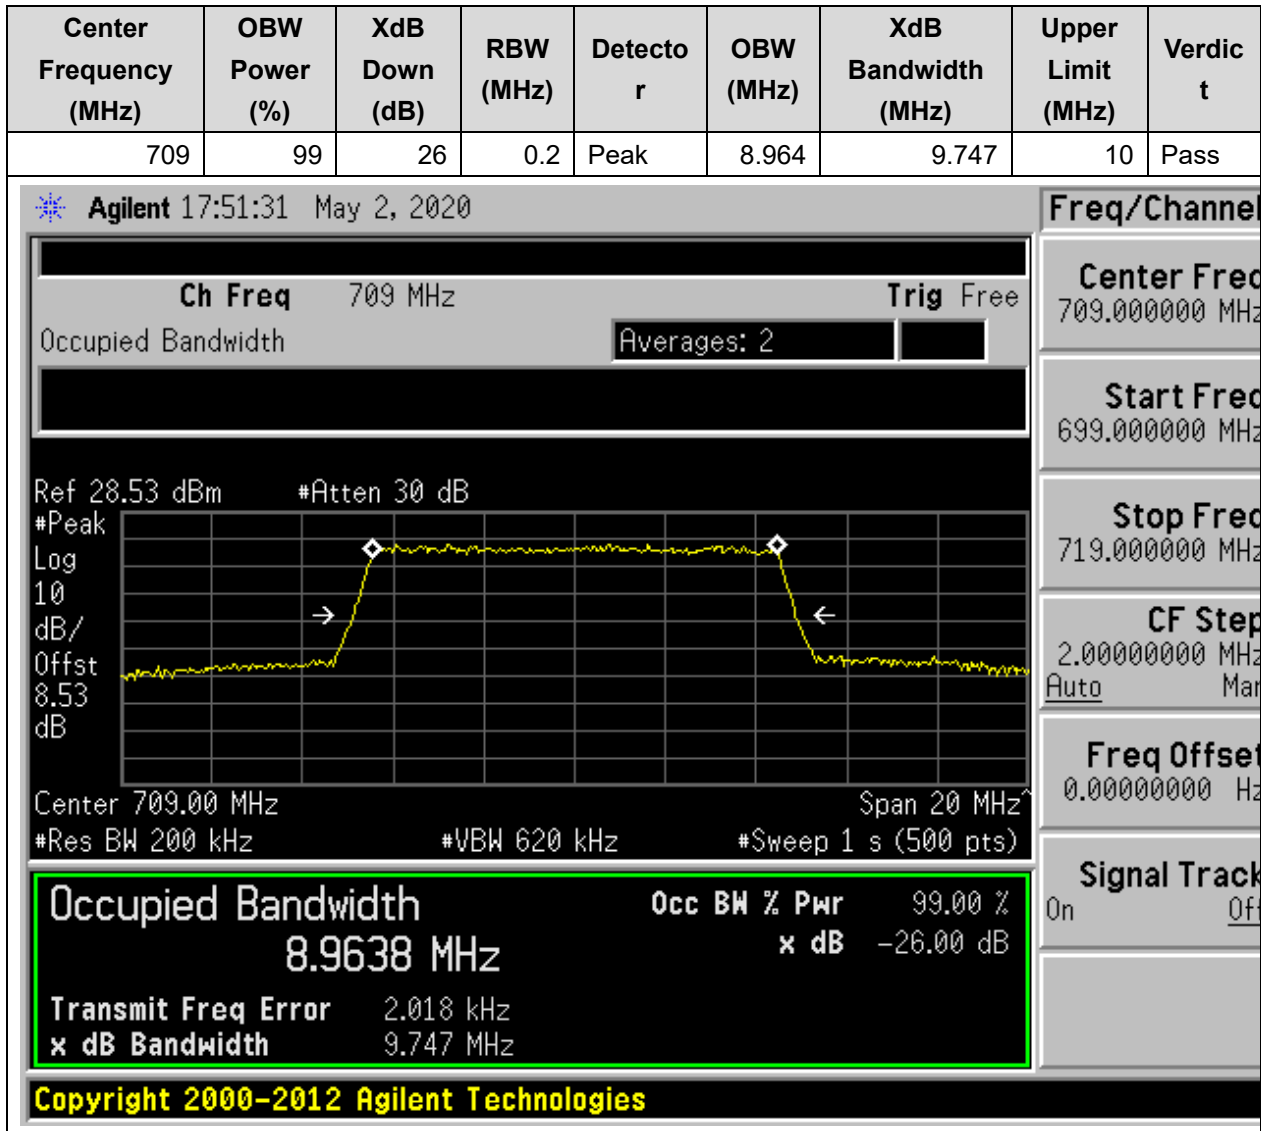 Center Frequency (MHz) OBW Power (%) XdB Down (dB) RBW (MHz) Detector OBW (MHz) XdB Bandwidth (MHz) Upper Limit (MHz) Verdict
709 99 26 0.2 Peak 8.964 9.747 10 Pass
Agilent 17:51:31 May 2, 2020
Freq/Channel
Ch Freq 709 MHz Trig Free
Occupied Bandwidth Averages: 2
Center Freq
709.000000 MHz
Start Freq
699.000000 MHz
Stop Freq
719.000000 MHz
CF Step
2.00000000 MHz
Auto Man
Freq Offset
0.00000000 Hz
Signal Track
On Off
Ref 28.53 dBm #Atten 30 dB
#Peak
Log
10
dB/
Offst
8.53
dB
Center 709.00 MHz Span 20 MHz^
#Res BW 200 kHz #VBW 620 kHz #Sweep 1 s (500 pts)
Occupied Bandwidth Occ BW % Pwr 99.00 %
8.9638 MHz x dB -26.00 dB
Transmit Freq Error 2.018 kHz
x dB Bandwidth 9.747 MHz
Copyright 2000-2012 Agilent Technologies